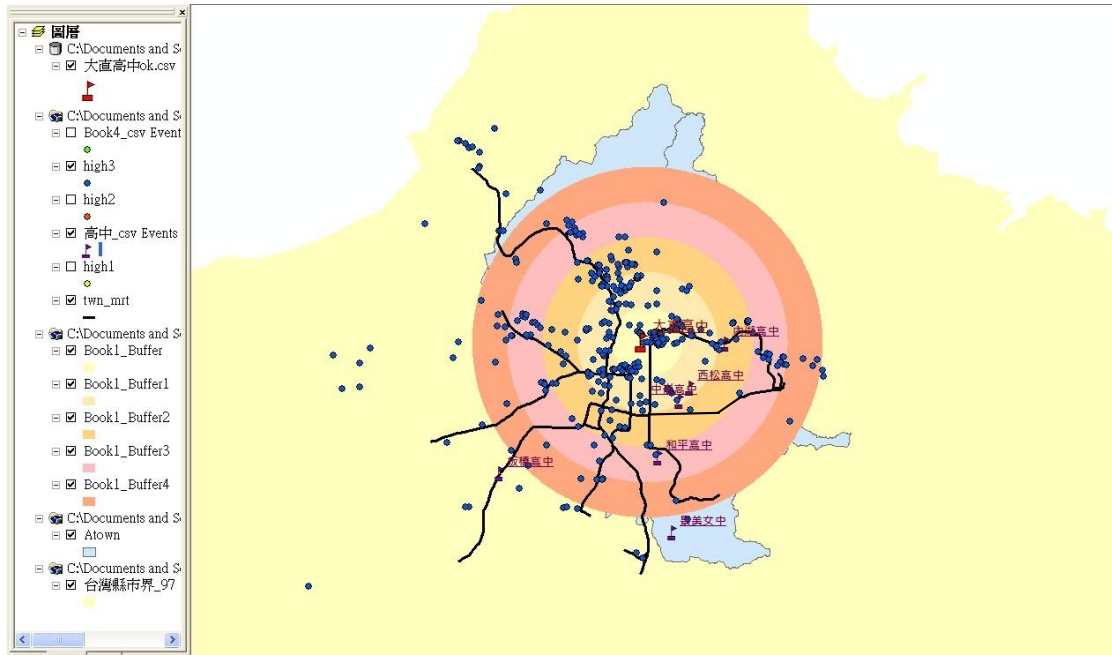 圖層
C:\Documents and S
大直高中ok.csv
C:\Documents and S
Book4_csv Event
high3
high2
高中_csv Events
high1
twn_mrt
C:\Documents and S
Book1_Buffer
Book1_Buffer1
Book1_Buffer2
Book1_Buffer3
Book1_Buffer4
C:\Documents and S
Atown
C:\Documents and S
台灣縣市界_97
大直高中
內湖高中
西松高中
中崙高中
和平高中
板橋高中
景美女中